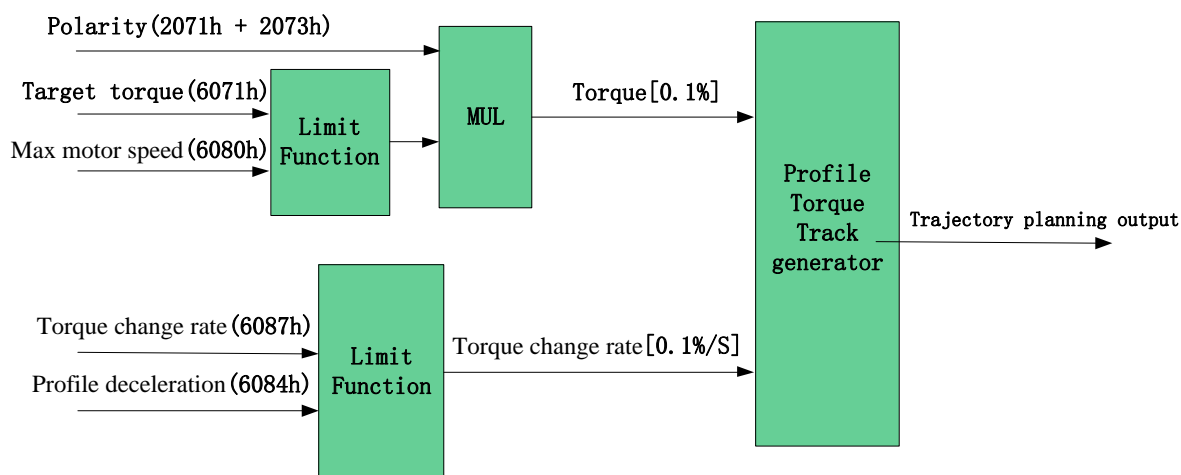 Polarity(2071h + 2073h)
Target torque(6071h)
Max motor speed(6080h)
Limit
Function
MUL
Torque[0.1%]
Profile
Torque
Track
generator
Trajectory planning output
Torque change rate(6087h)
Profile deceleration(6084h)
Limit
Function
Torque change rate[0.1%/S]